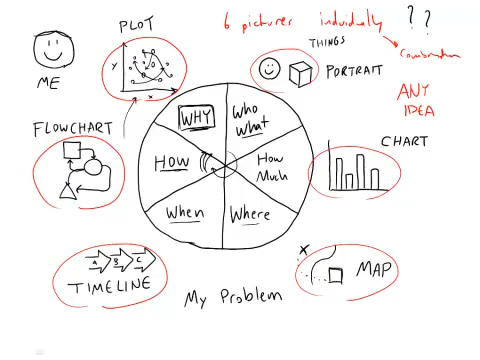 PLOT
6 pictures individually ? ?
Combination
THINGS
ME
Y
X
PORTRAIT
ANY
IDEA
WHY
Who
What
FLOWCHART
CHART
HOW
How
Much
When
Where
A B C
TIMELINE
X
MAP
My Problem